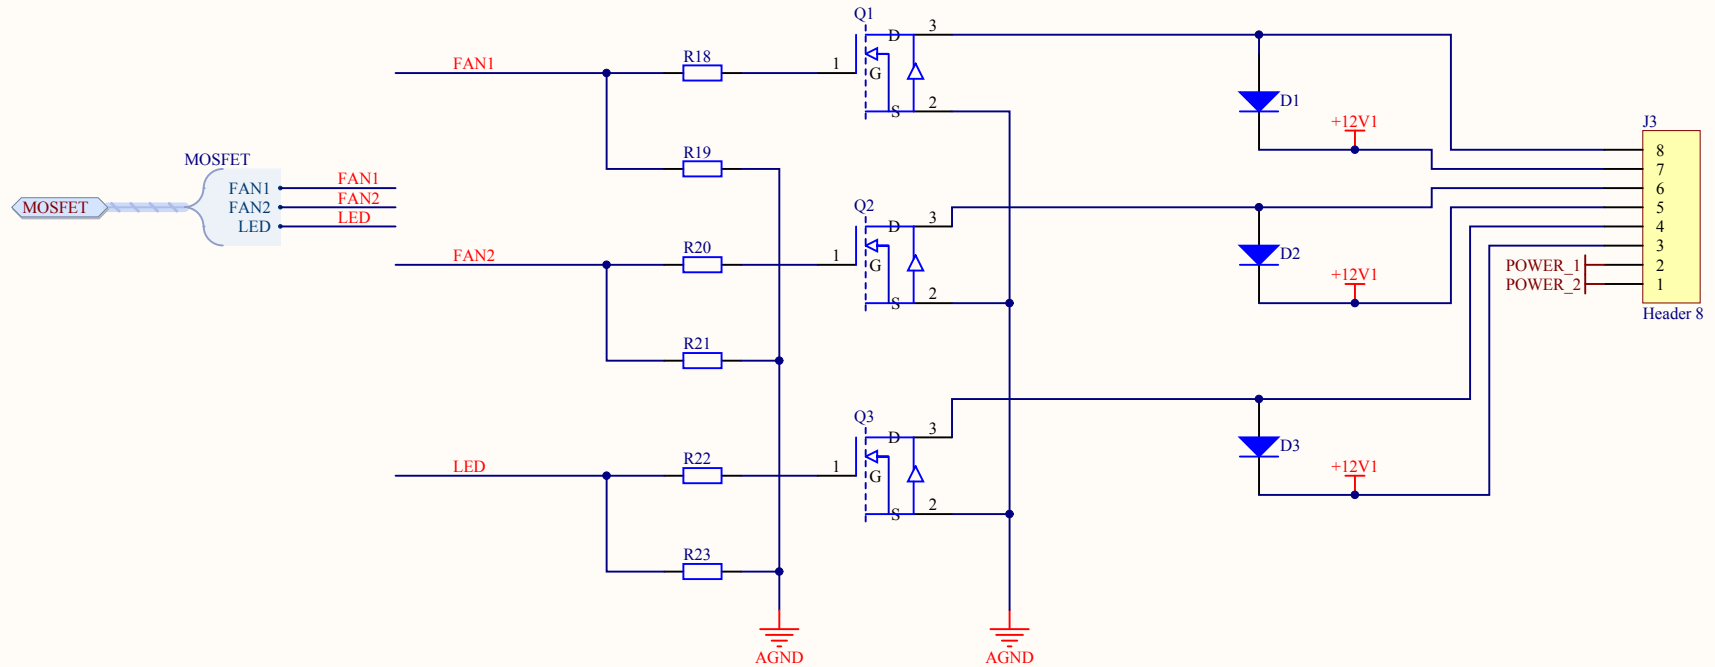 Q1
3
D
FAN1
R18
1
G
S
2
D1
+12V1
J3
8
7
6
5
4
3
2
1
POWER_1
POWER_2
Header 8
R19
MOSFET
MOSFET
FAN1
FAN2
LED
FAN1
FAN2
LED
Q2
3
D
FAN2
R20
1
G
S
2
D2
+12V1
R21
Q3
3
D
LED
R22
1
G
S
2
D3
+12V1
R23
AGND
AGND